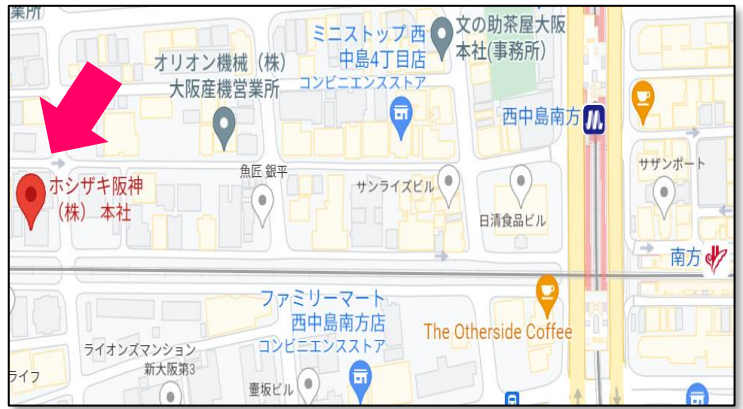 業所
ミニストップ 西
中島4丁目店
コンビニエンスストア
文の助茶屋大阪
本社(事務所)
オリオン機械（株）
大阪産機営業所
西中島南方
ホシザキ阪神
（株） 本社
魚匠 銀平
サンライズビル
日清食品ビル
サザンポート
南方
ファミリーマート
西中島南方店
コンビニエンスストア
The Otherside Coffee
ライオンズマンション
新大阪第3
ライフ
壷坂ビル